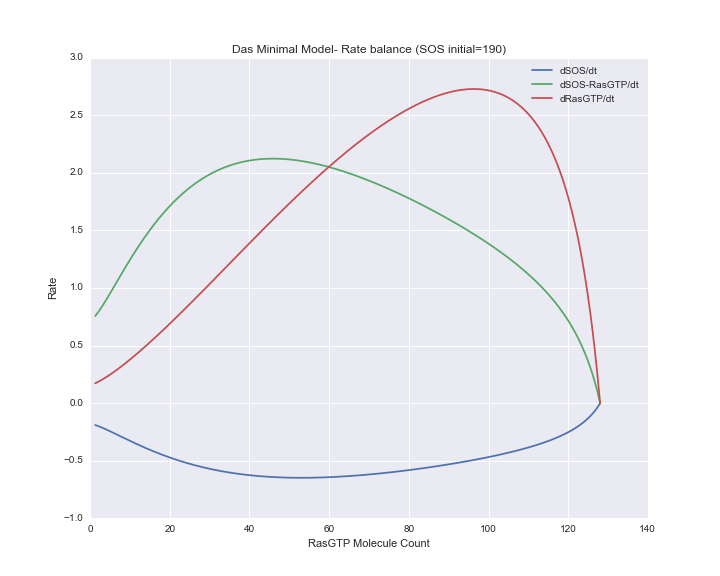 Das Minimal Model- Rate balance (SOS initial=190)
dSOS/dt
dSOS-RasGTP/dt
dRasGTP/dt
3.0
2.5
2.0
1.5
1.0
0.5
0.0
−0.5
−1.0
Rate
0 20 40 60 80 100 120 140
RasGTP Molecule Count